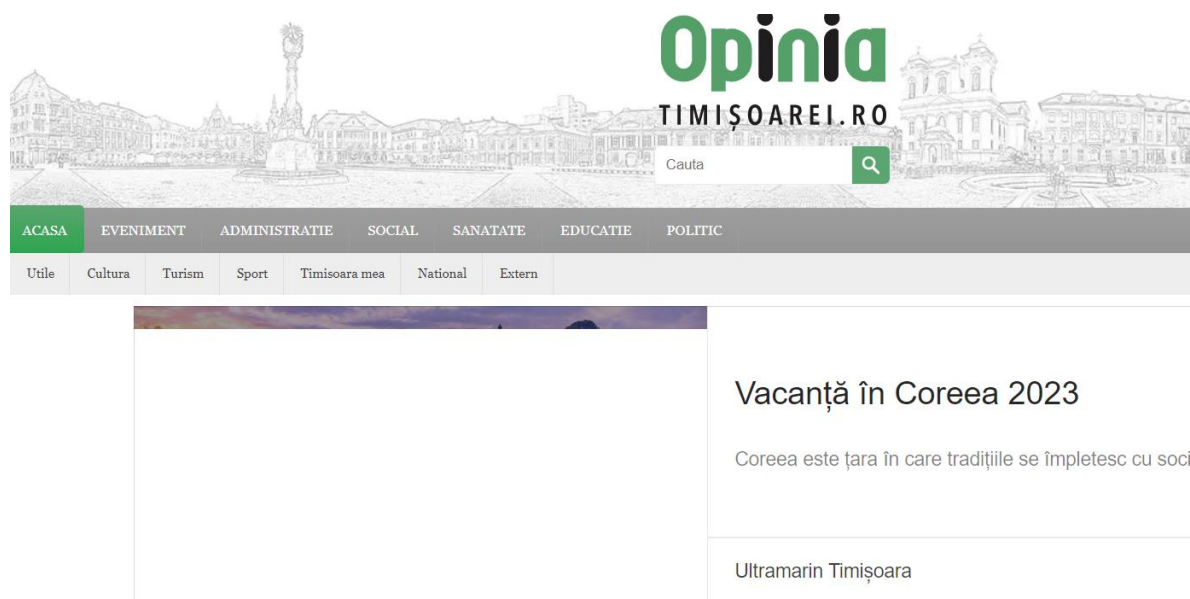 Opinia
TIMIȘOAREI.RO
Cauta
ACASA EVENIMENT ADMINISTRATIE SOCIAL SANATATE EDUCATIE POLITIC
Utile Cultura Turism Sport Timisoara mea National Extern
Vacanță în Coreea 2023
Coreea este țara în care tradițiile se împletesc cu soci
Ultramarin Timișoara